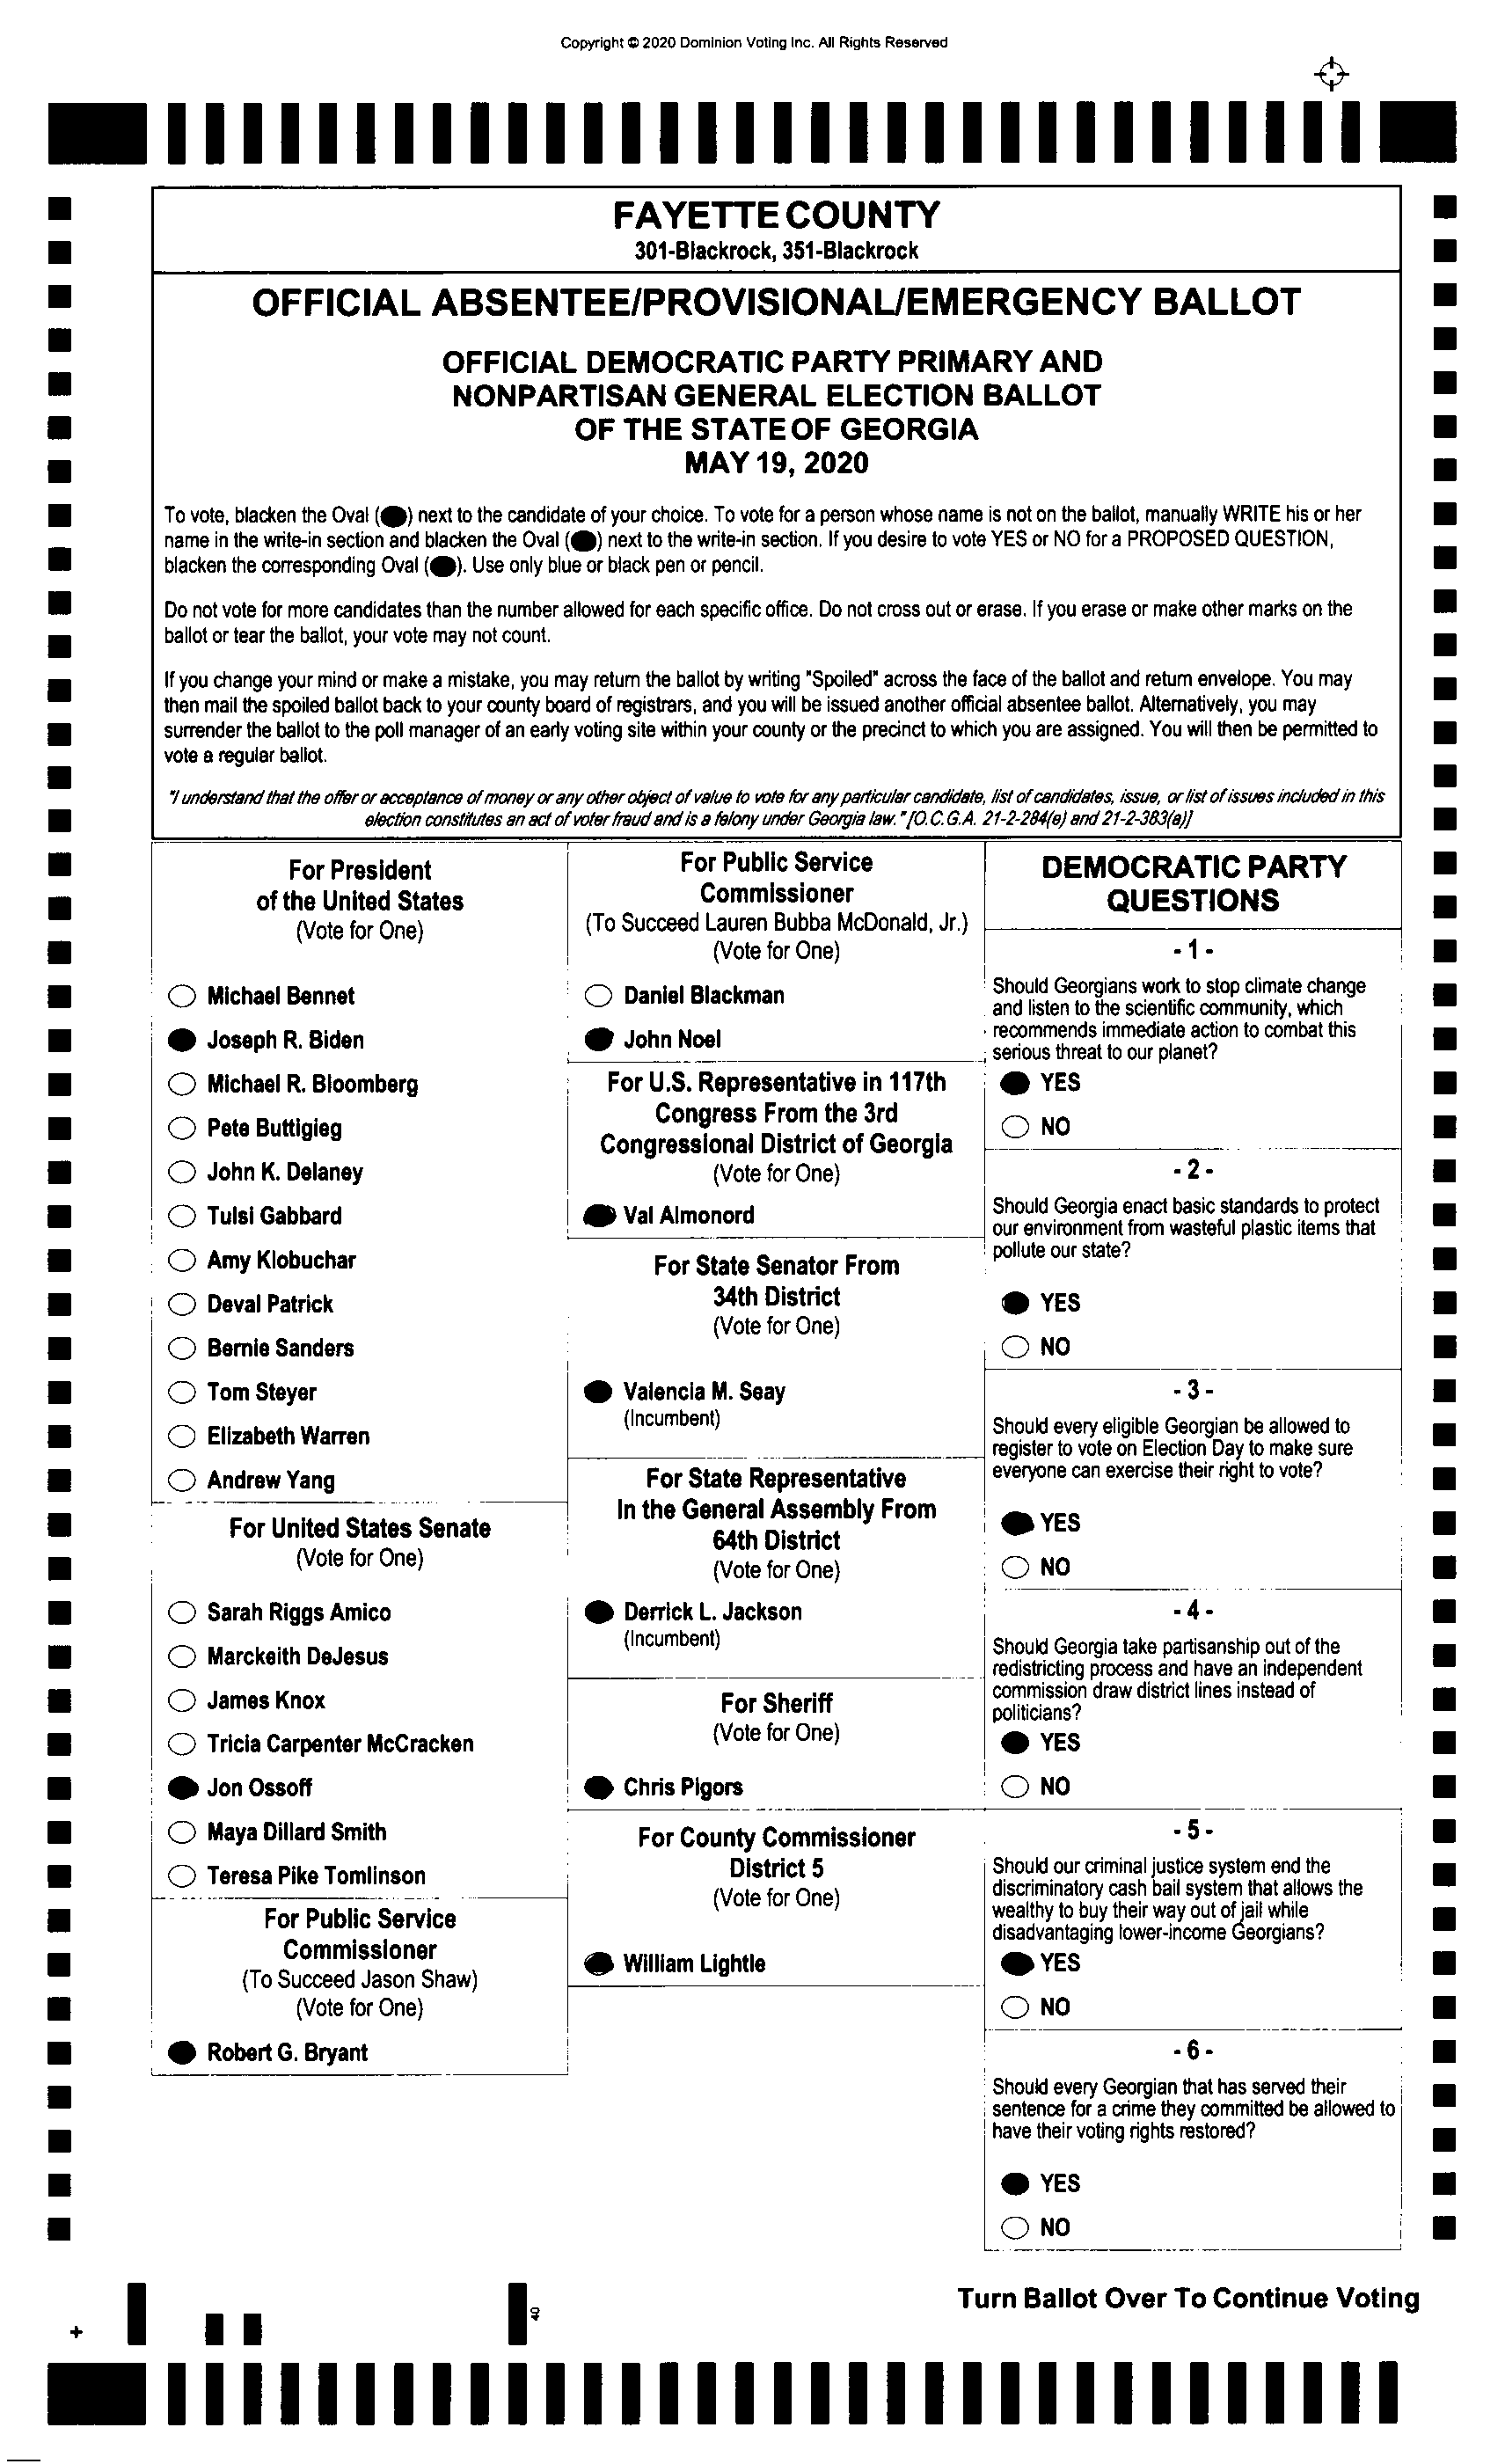 Copyright © 2020 Dominion Voting Inc. All Rights Reserved
FAYETTE COUNTY
301-Blackrock, 351-Blackrock
OFFICIAL ABSENTEE/PROVISIONAL/EMERGENCY BALLOT
OFFICIAL DEMOCRATIC PARTY PRIMARY AND
NONPARTISAN GENERAL ELECTION BALLOT
OF THE STATE OF GEORGIA
MAY 19, 2020
To vote, blacken the Oval (●) next to the candidate of your choice. To vote for a person whose name is not on the ballot, manually WRITE his or her
name in the write-in section and blacken the Oval (●) next to the write-in section. If you desire to vote YES or NO for a PROPOSED QUESTION,
blacken the corresponding Oval (●). Use only blue or black pen or pencil.
Do not vote for more candidates than the number allowed for each specific office. Do not cross out or erase. If you erase or make other marks on the
ballot or tear the ballot, your vote may not count.
If you change your mind or make a mistake, you may return the ballot by writing "Spoiled" across the face of the ballot and return envelope. You may
then mail the spoiled ballot back to your county board of registrars, and you will be issued another official absentee ballot. Alternatively, you may
surrender the ballot to the poll manager of an early voting site within your county or the precinct to which you are assigned. You will then be permitted to
vote a regular ballot.
"I understand that the offer or acceptance of money or any other object of value to vote for any particular candidate, list of candidates, issue, or list of issues included in this
election constitutes an act of voter fraud and is a felony under Georgia law." [O.C.G.A. 21-2-284(e) and 21-2-383(a)]
For President
of the United States
(Vote for One)
Michael Bennet
Joseph R. Biden
Michael R. Bloomberg
Pete Buttigieg
John K. Delaney
Tulsi Gabbard
Amy Klobuchar
Deval Patrick
Bernie Sanders
Tom Steyer
Elizabeth Warren
Andrew Yang
For United States Senate
(Vote for One)
Sarah Riggs Amico
Marckeith DeJesus
James Knox
Tricia Carpenter McCracken
Jon Ossoff
Maya Dillard Smith
Teresa Pike Tomlinson
For Public Service
Commissioner
(To Succeed Jason Shaw)
(Vote for One)
Robert G. Bryant
For Public Service
Commissioner
(To Succeed Lauren Bubba McDonald, Jr.)
(Vote for One)
Daniel Blackman
John Noel
For U.S. Representative in 117th
Congress From the 3rd
Congressional District of Georgia
(Vote for One)
Val Almonord
For State Senator From
34th District
(Vote for One)
Valencia M. Seay
(Incumbent)
For State Representative
In the General Assembly From
64th District
(Vote for One)
Derrick L. Jackson
(Incumbent)
For Sheriff
(Vote for One)
Chris Pigors
For County Commissioner
District 5
(Vote for One)
William Lightle
DEMOCRATIC PARTY
QUESTIONS
- 1 -
Should Georgians work to stop climate change
and listen to the scientific community, which
recommends immediate action to combat this
serious threat to our planet?
YES
NO
- 2 -
Should Georgia enact basic standards to protect
our environment from wasteful plastic items that
pollute our state?
YES
NO
- 3 -
Should every eligible Georgian be allowed to
register to vote on Election Day to make sure
everyone can exercise their right to vote?
YES
NO
- 4 -
Should Georgia take partisanship out of the
redistricting process and have an independent
commission draw district lines instead of
politicians?
YES
NO
- 5 -
Should our criminal justice system end the
discriminatory cash bail system that allows the
wealthy to buy their way out of jail while
disadvantaging lower-income Georgians?
YES
NO
- 6 -
Should every Georgian that has served their
sentence for a crime they committed be allowed to
have their voting rights restored?
YES
NO
Turn Ballot Over To Continue Voting
40
+